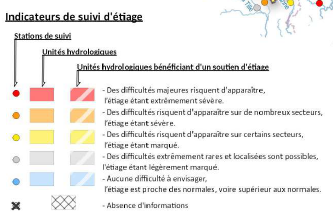 Indicateurs de suivi d'étiage
Stations de suivi
Unités hydrologiques
Unités hydrologiques bénéficiant d'un soutien d'étiage
- Des difficultés majeures risquent d'apparaître,
l'étiage étant extrêmement sévère.
- Des difficultés risquent d'apparaître sur de nombreux secteurs,
l'étiage étant sévère.
- Des difficultés risquent d'apparaître sur certains secteurs,
l'étiage étant marqué.
- Des difficultés extrêmement rares et localisées sont possibles,
l'étiage étant légèrement marqué.
- Aucune difficulté à envisager,
l'étiage est proche des normales, voire supérieur aux normales.
- Absence d'informations